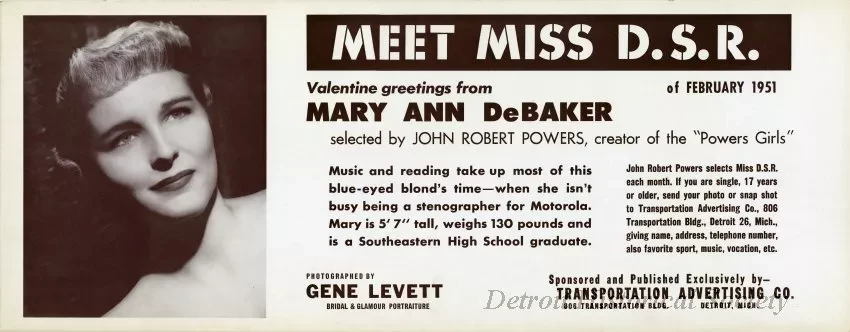 MEET MISS D.S.R.
Valentine greetings from of FEBRUARY 1951
MARY ANN DeBAKER
selected by JOHN ROBERT POWERS, creator of the "Powers Girls"
Music and reading take up most of this
blue-eyed blond's time—when she isn't
busy being a stenographer for Motorola.
Mary is 5' 7" tall, weighs 130 pounds and
is a Southeastern High School graduate.
John Robert Powers selects Miss D.S.R.
each month. If you are single, 17 years
or older, send your photo or snap shot
to Transportation Advertising Co., 806
Transportation Bldg., Detroit 26, Mich.,
giving name, address, telephone number,
also favorite sport, music, vocation, etc.
PHOTOGRAPHED BY
GENE LEVETT
BRIDAL & GLAMOUR PORTRAITURE
Sponsored and Published Exclusively by—
TRANSPORTATION ADVERTISING CO.
806 TRANSPORTATION BLDG. DETROIT, MICH.
Detroit Historical Society